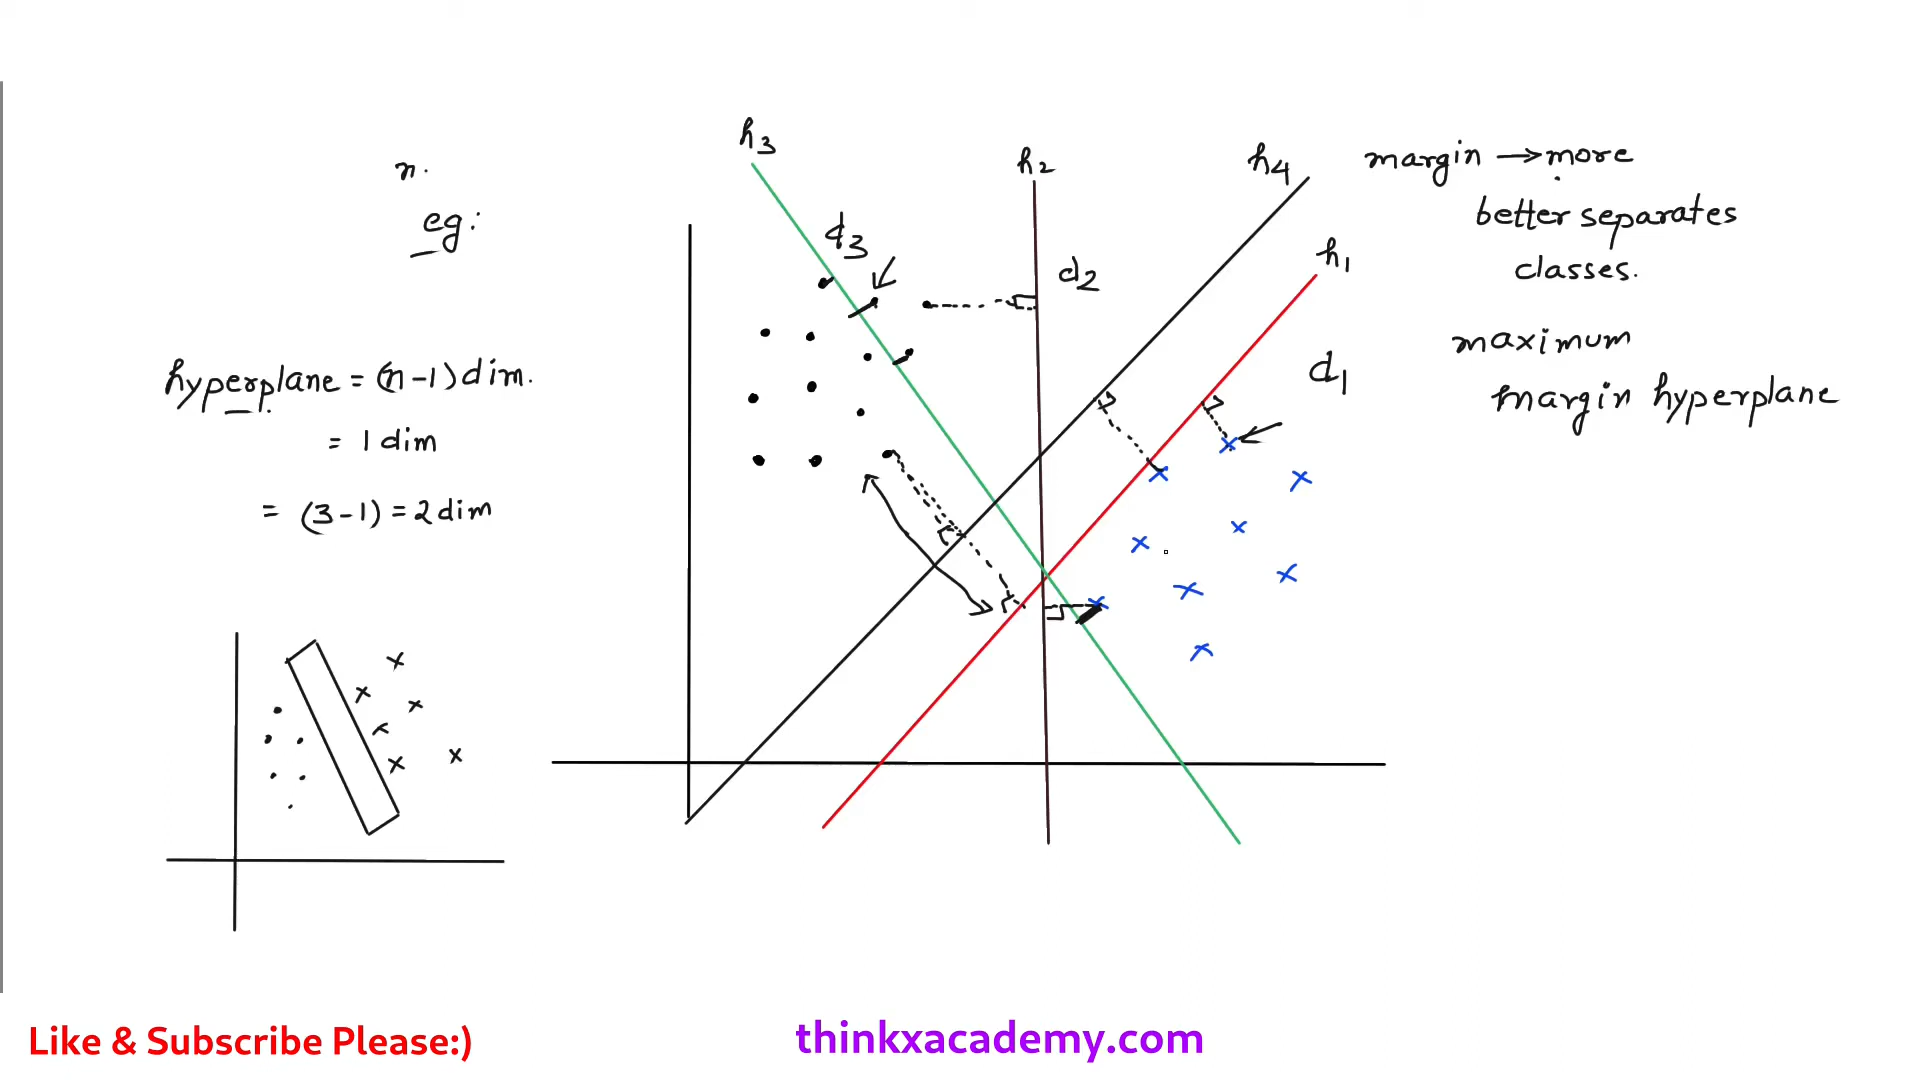 n.
eg:
hyperplane = (n-1) dim.
= 1 dim
= (3-1) = 2 dim
h3
h2
h4
h1
d3
d2
d1
margin → more
better separates
classes.
maximum
margin hyperplane
Like & Subscribe Please:)
thinkxacademy.com